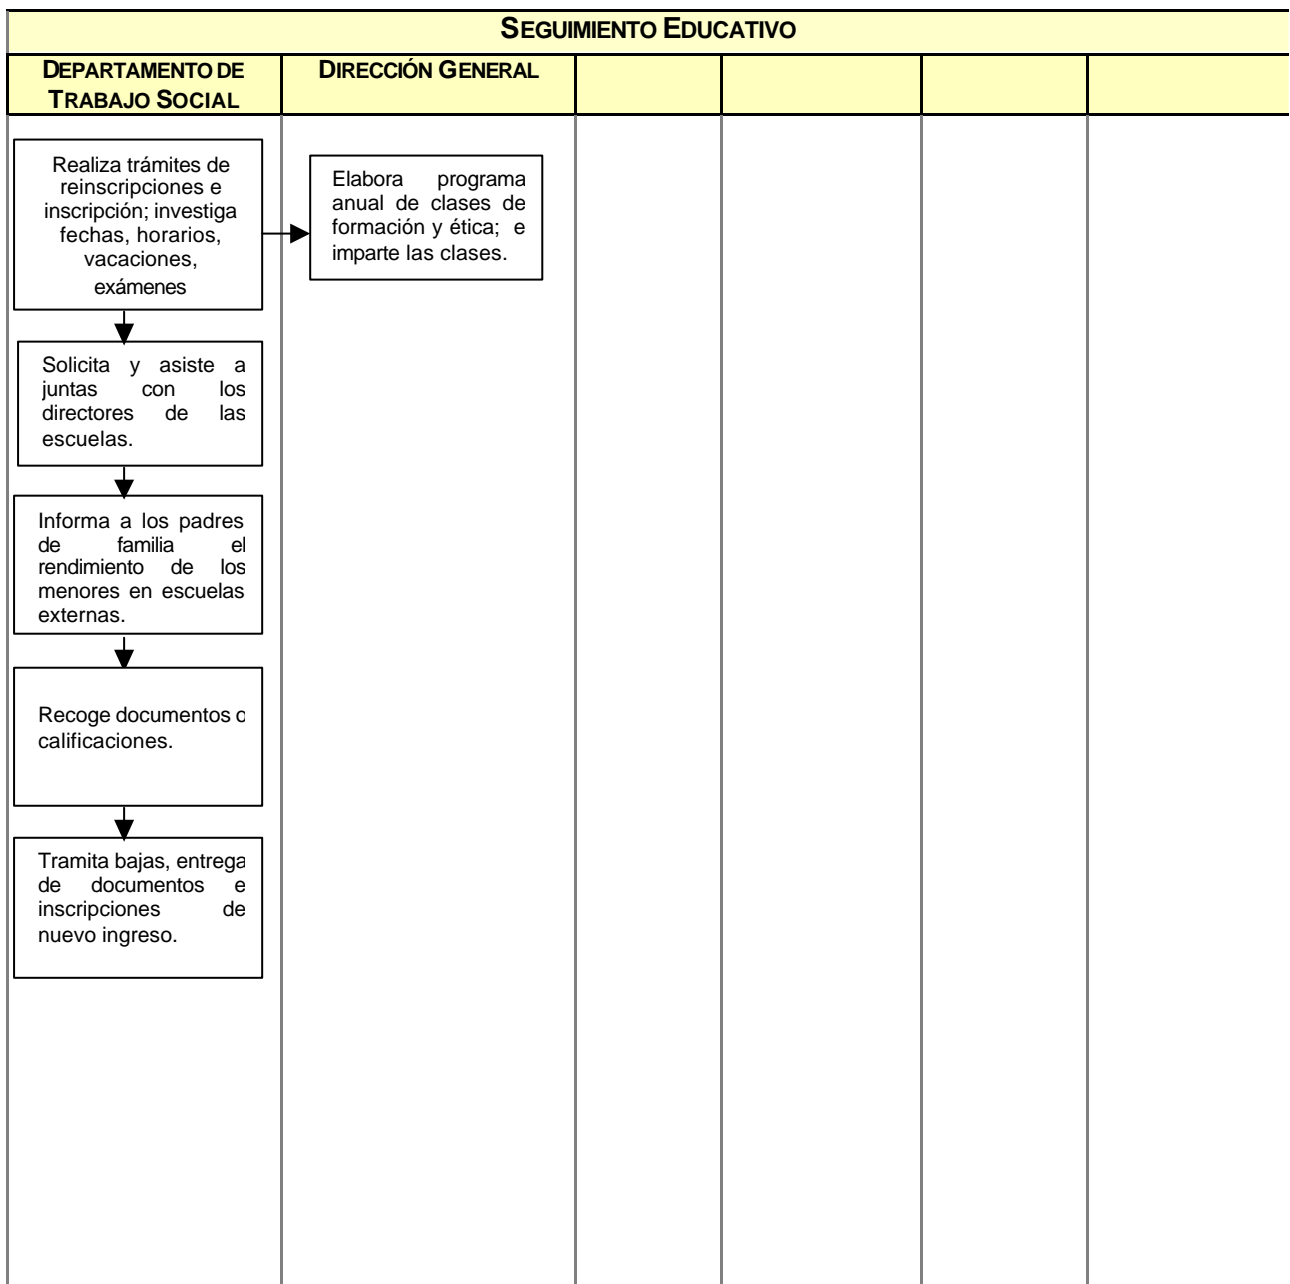 SEGUIMIENTO EDUCATIVO
DEPARTAMENTO DE
TRABAJO SOCIAL
DIRECCIÓN GENERAL
Realiza trámites de
reinscripciones e
inscripción; investiga
fechas, horarios,
vacaciones,
exámenes
Elabora programa
anual de clases de
formación y ética; e
imparte las clases.
Solicita y asiste a
juntas con los
directores de las
escuelas.
Informa a los padres
de familia el
rendimiento de los
menores en escuelas
externas.
Recoge documentos o
calificaciones.
Tramita bajas, entrega
de documentos e
inscripciones de
nuevo ingreso.